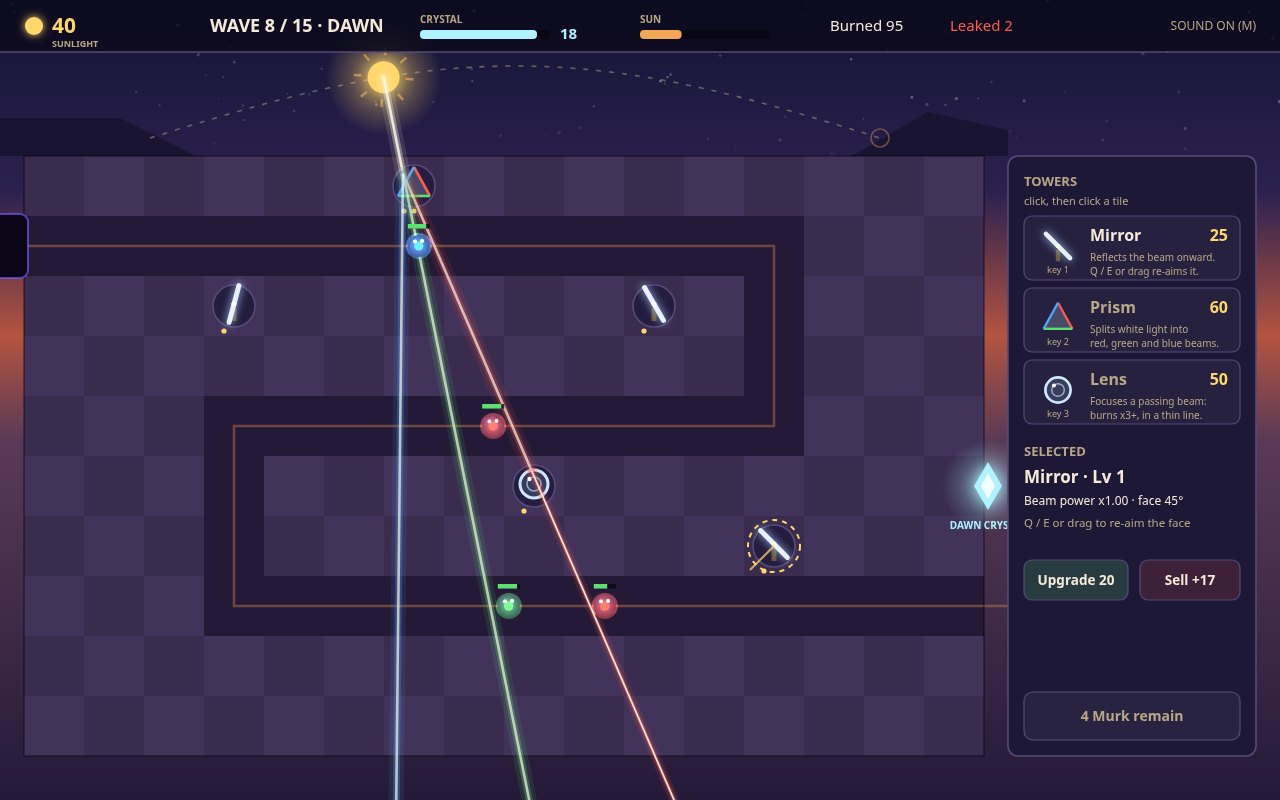 40
SUNLIGHT
WAVE 8 / 15 · DAWN
CRYSTAL
18
SUN
Burned 95
Leaked 2
SOUND ON (M)
TOWERS
click, then click a tile
Mirror 25
Reflects the beam onward.
Q / E or drag re-aims it.
key 1
Prism 60
Splits white light into
red, green and blue beams.
key 2
Lens 50
Focuses a passing beam:
burns x3+, in a thin line.
key 3
SELECTED
Mirror · Lv 1
Beam power x1.00 · face 45°
Q / E or drag to re-aim the face
DAWN CRYS
Upgrade 20
Sell +17
4 Murk remain